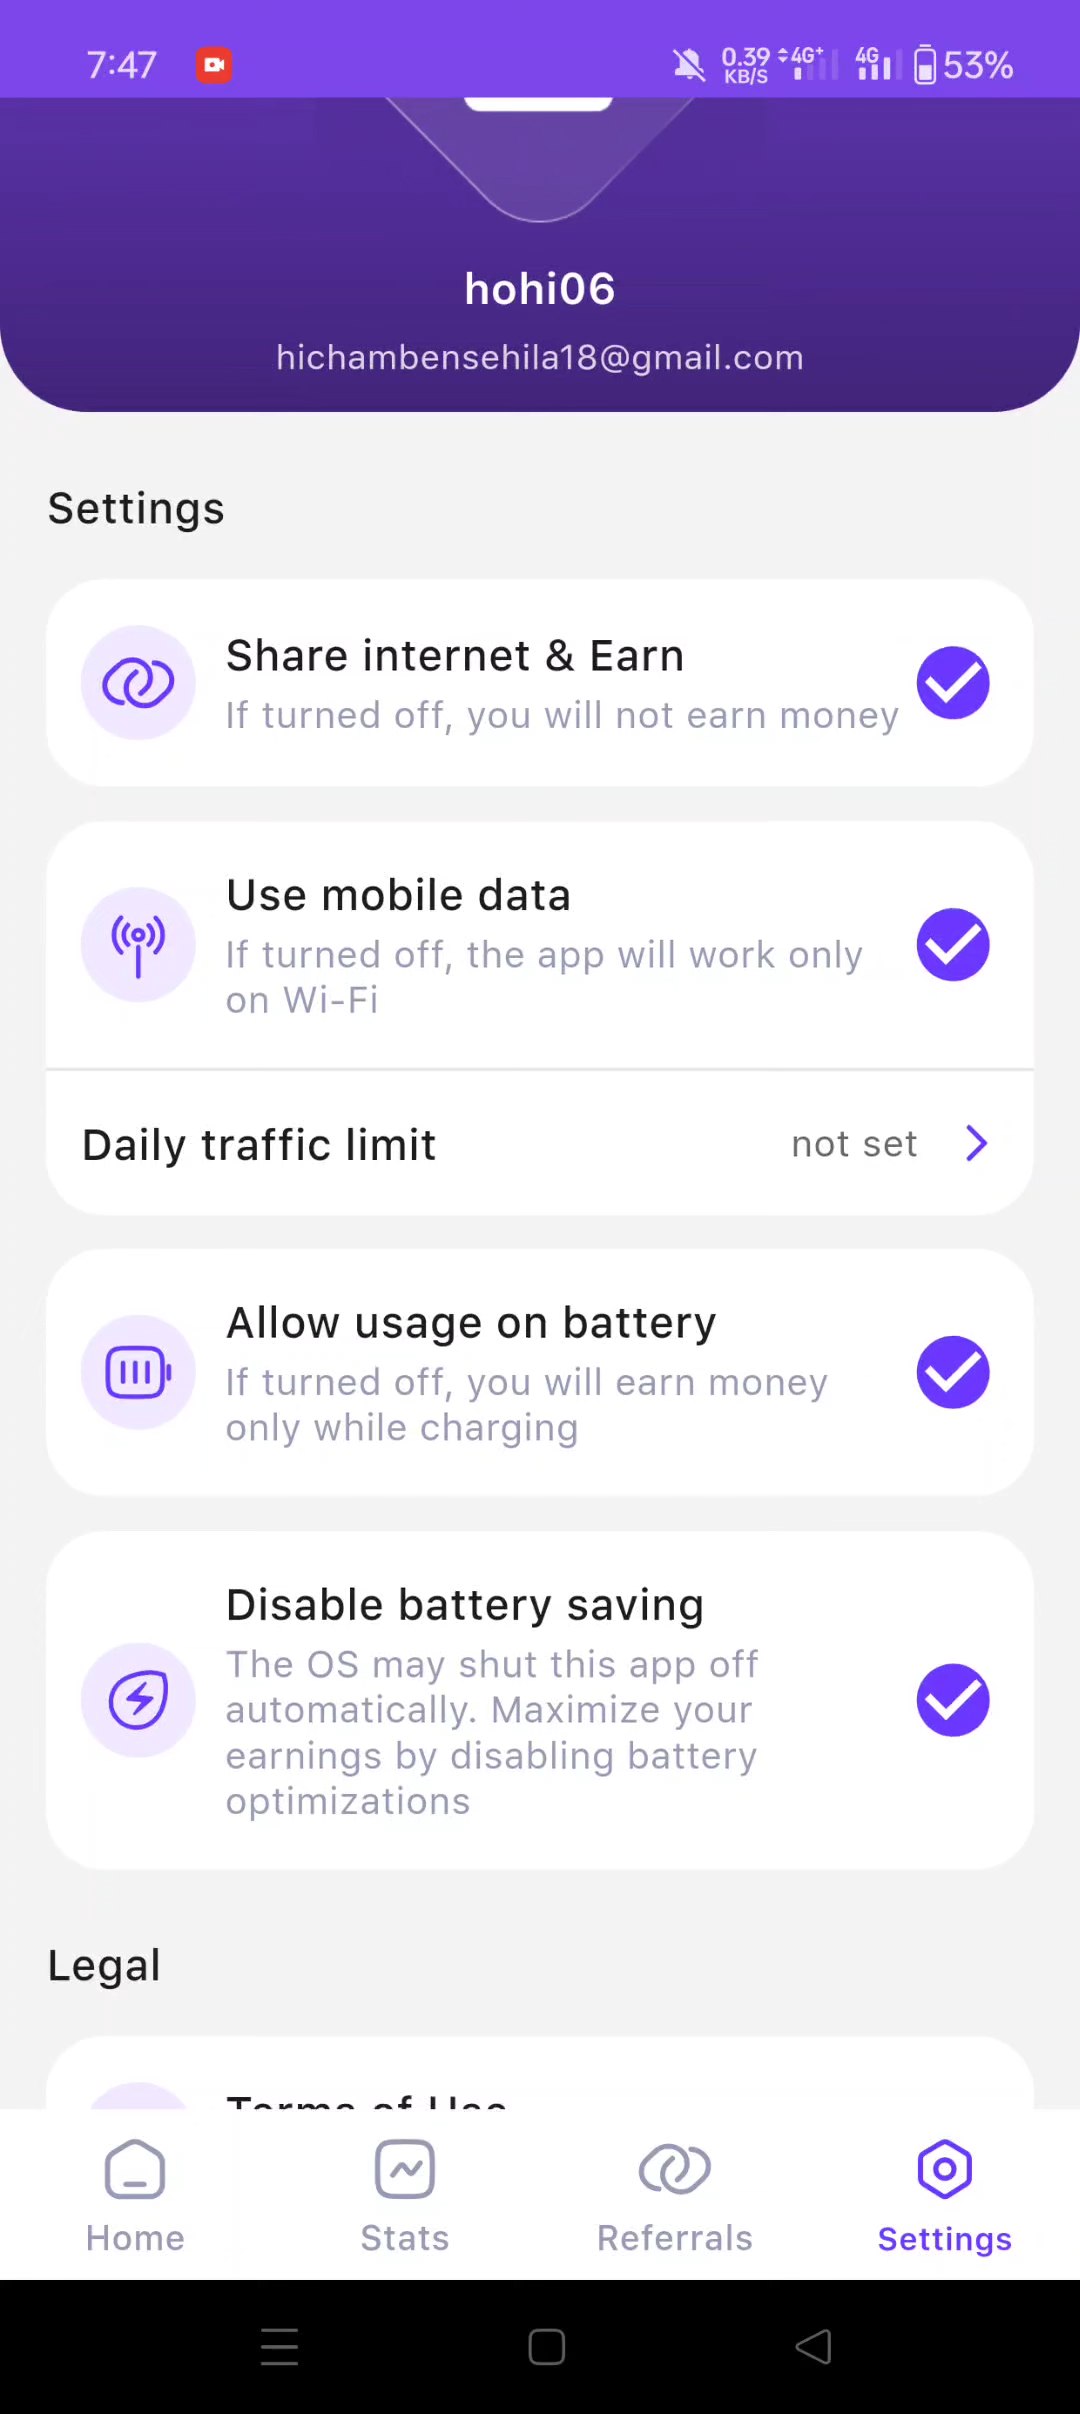 7:47
0.39 KB/S 4G+ 4G 53%
hohi06
hichambensehila18@gmail.com
Settings
Share internet & Earn
If turned off, you will not earn money
Use mobile data
If turned off, the app will work only
on Wi-Fi
Daily traffic limit not set
Allow usage on battery
If turned off, you will earn money
only while charging
Disable battery saving
The OS may shut this app off
automatically. Maximize your
earnings by disabling battery
optimizations
Legal
Terms of Use
Home Stats Referrals Settings